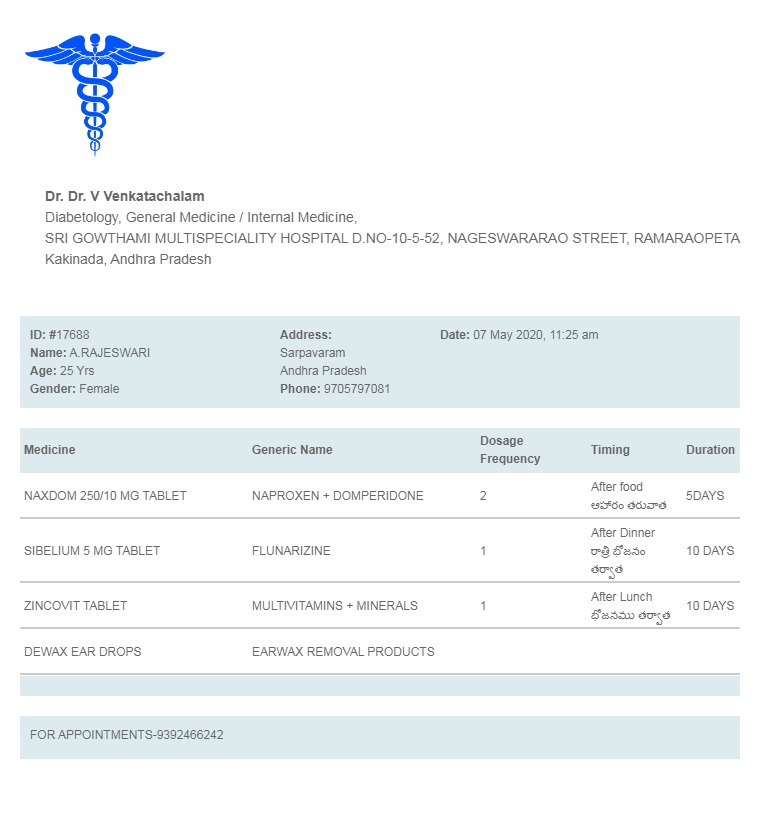 Dr. Dr. V Venkatachalam
Diabetology, General Medicine / Internal Medicine,
SRI GOWTHAMI MULTISPECIALITY HOSPITAL D.NO-10-5-52, NAGESWARARAO STREET, RAMARAOPETA
Kakinada, Andhra Pradesh
ID: #17688 Address: Date: 07 May 2020, 11:25 am
Name: A.RAJESWARI Sarpavaram
Age: 25 Yrs Andhra Pradesh
Gender: Female Phone: 9705797081
Medicine Generic Name Dosage Frequency Timing Duration
NAXDOM 250/10 MG TABLET NAPROXEN + DOMPERIDONE 2 After food ఆహారం తరువాత 5DAYS
SIBELIUM 5 MG TABLET FLUNARIZINE 1 After Dinner రాత్రి భోజనం తర్వాత 10 DAYS
ZINCOVIT TABLET MULTIVITAMINS + MINERALS 1 After Lunch భోజనము తర్వాత 10 DAYS
DEWAX EAR DROPS EARWAX REMOVAL PRODUCTS
FOR APPOINTMENTS-9392466242